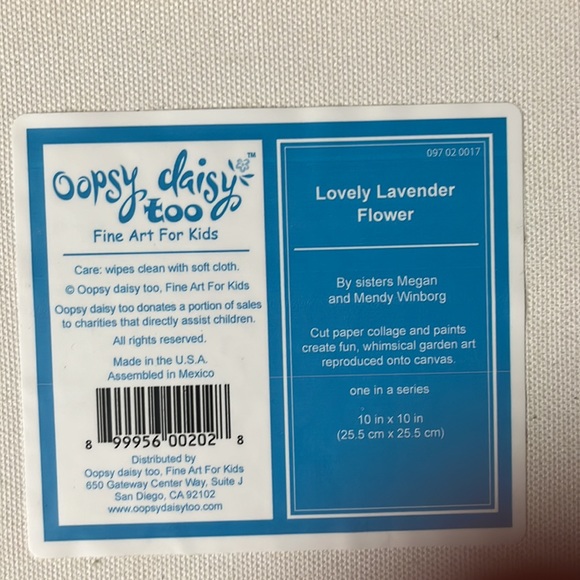 Oopsy daisy™
too
Fine Art For Kids
Care: wipes clean with soft cloth.
© Oopsy daisy too, Fine Art For Kids
Oopsy daisy too donates a portion of sales
to charities that directly assist children.
All rights reserved.
Made in the U.S.A.
Assembled in Mexico
8 99956 00202 8
Distributed by
Oopsy daisy too, Fine Art For Kids
650 Gateway Center Way, Suite J
San Diego, CA 92102
www.oopsydaisytoo.com
097 02 0017
Lovely Lavender
Flower
By sisters Megan
and Mendy Winborg
Cut paper collage and paints
create fun, whimsical garden art
reproduced onto canvas.
one in a series
10 in x 10 in
(25.5 cm x 25.5 cm)